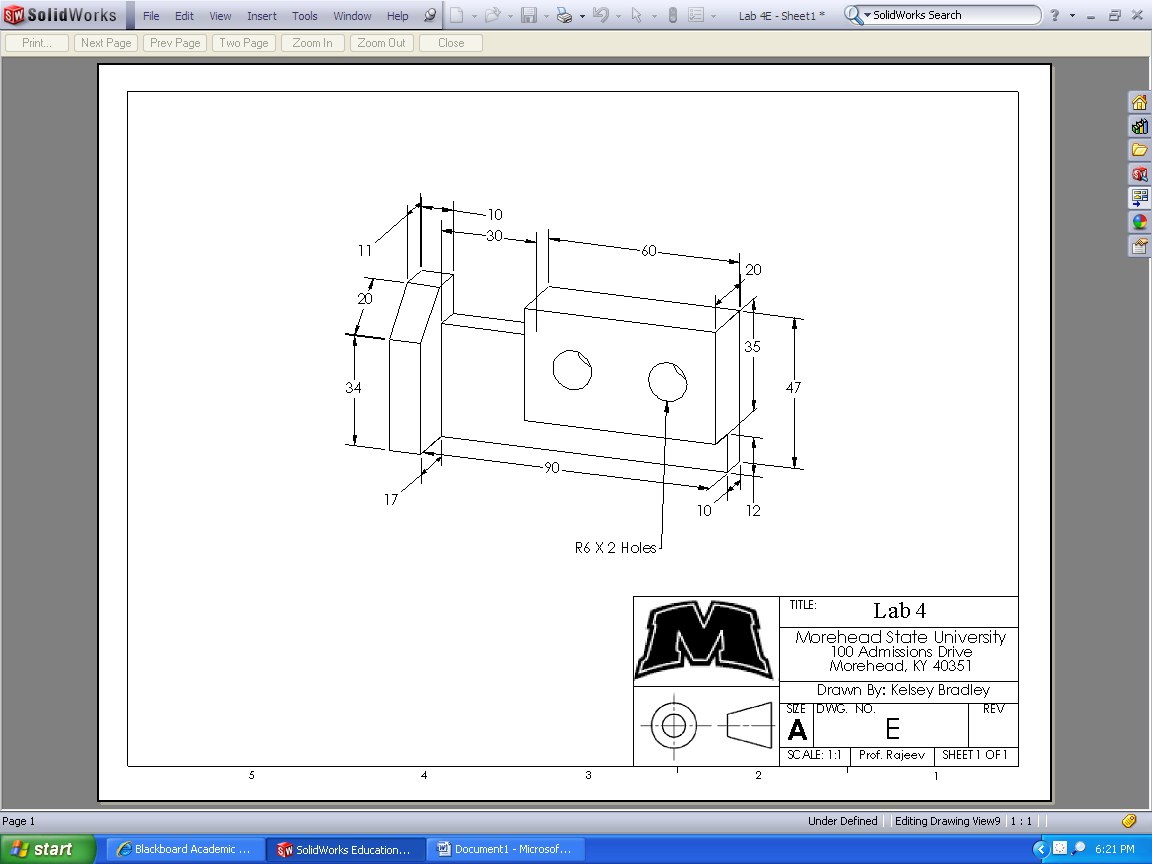 SolidWorks File Edit View Insert Tools Window Help Lab 4E - Sheet1 * SolidWorks Search ?
Print... Next Page Prev Page Two Page Zoom In Zoom Out Close
10
30
11
60
20
20
35
34
47
90
17
10
12
R6 X 2 Holes
M
TITLE:
Lab 4
Morehead State University
100 Admissions Drive
Morehead, KY 40351
Drawn By: Kelsey Bradley
SIZE DWG. NO. REV
A E
SCALE: 1:1 Prof. Rajeev SHEET 1 OF 1
5 4 3 2 1
Page 1 Under Defined Editing Drawing View9 1 : 1
start Blackboard Academic ... SolidWorks Education... Document1 - Microsof... 6:21 PM